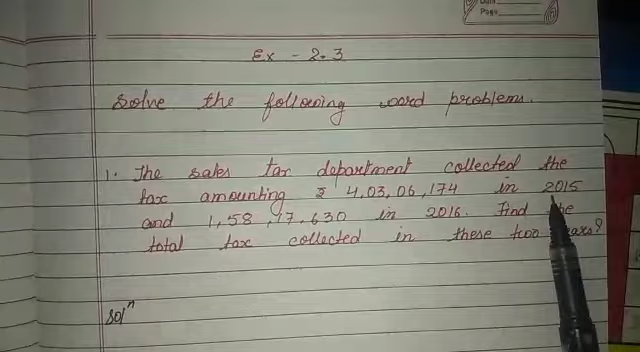 Page
Ex - 2.3
Solve the following word problems.
1. The sales tax department collected the
tax amounting ₹ 4,03,06,174 in 2015
and 1,58,17,630 in 2016. Find the
total tax collected in these two years?
Solⁿ